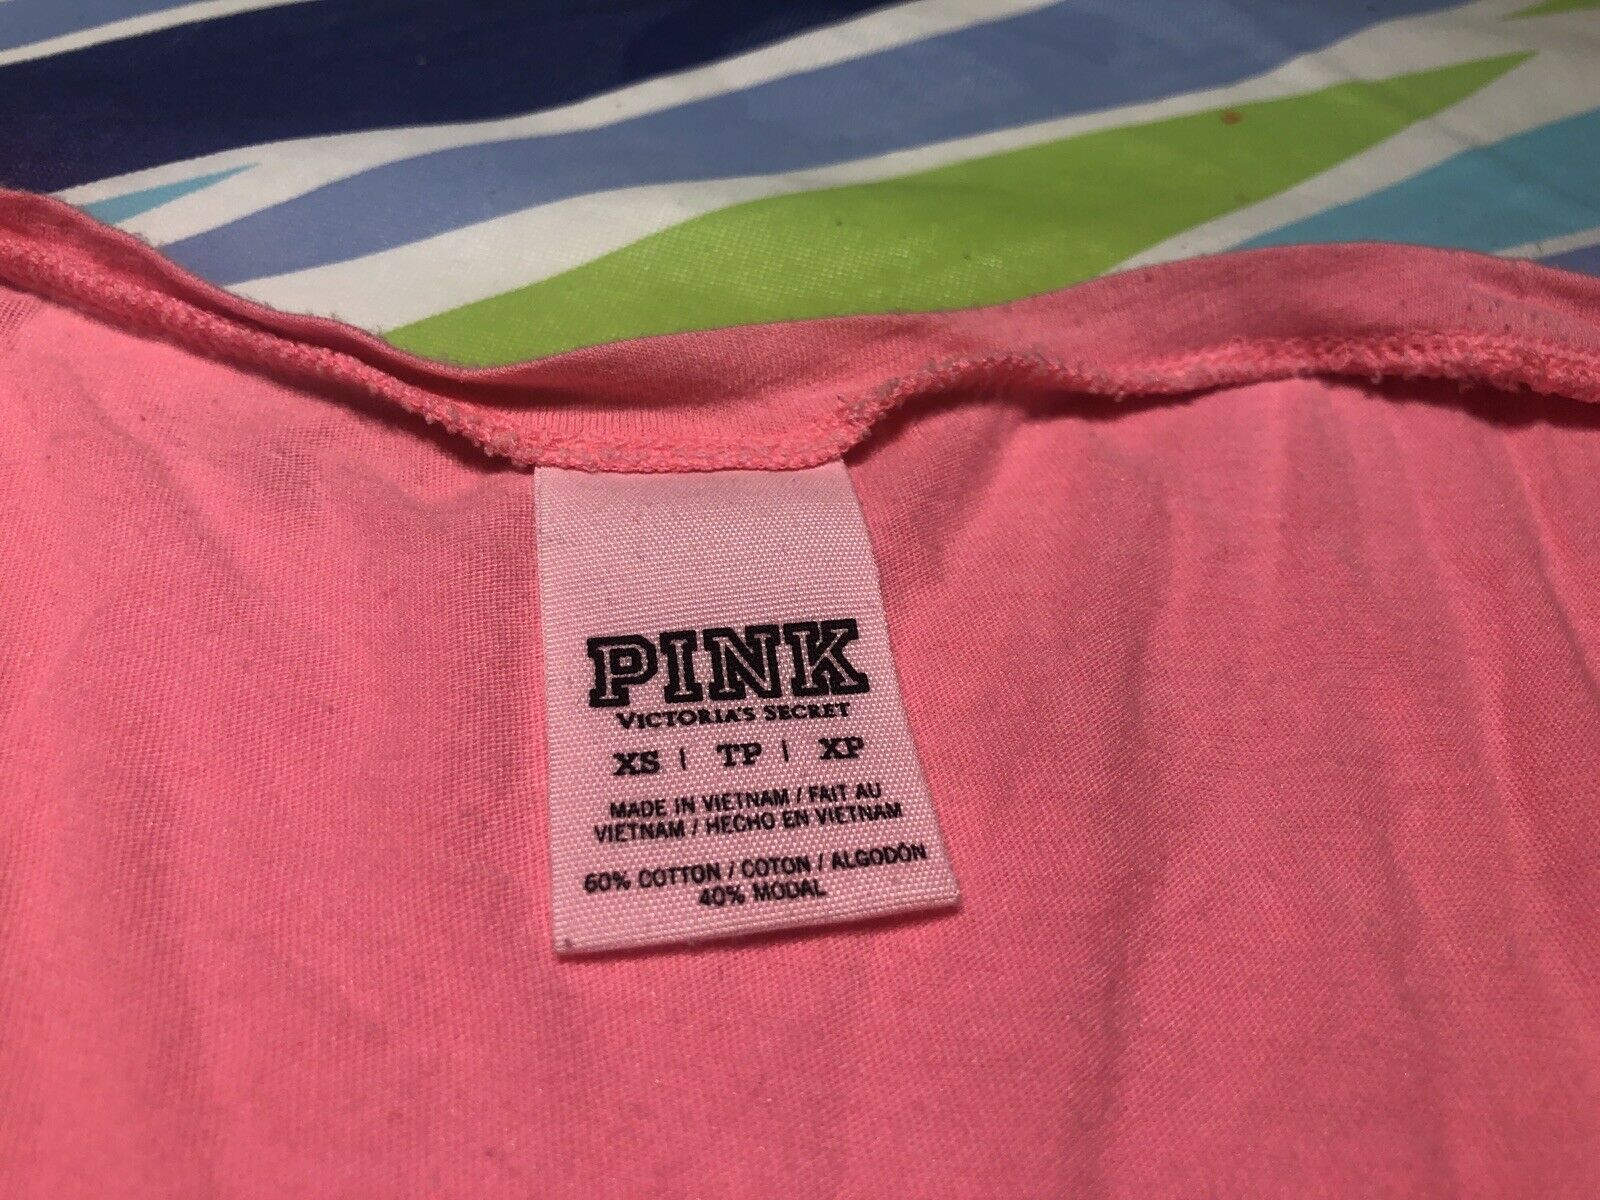 PINK
VICTORIA'S SECRET
XS | TP | XP
MADE IN VIETNAM / FAIT AU
VIETNAM / HECHO EN VIETNAM
60% COTTON / COTON / ALGODÓN
40% MODAL